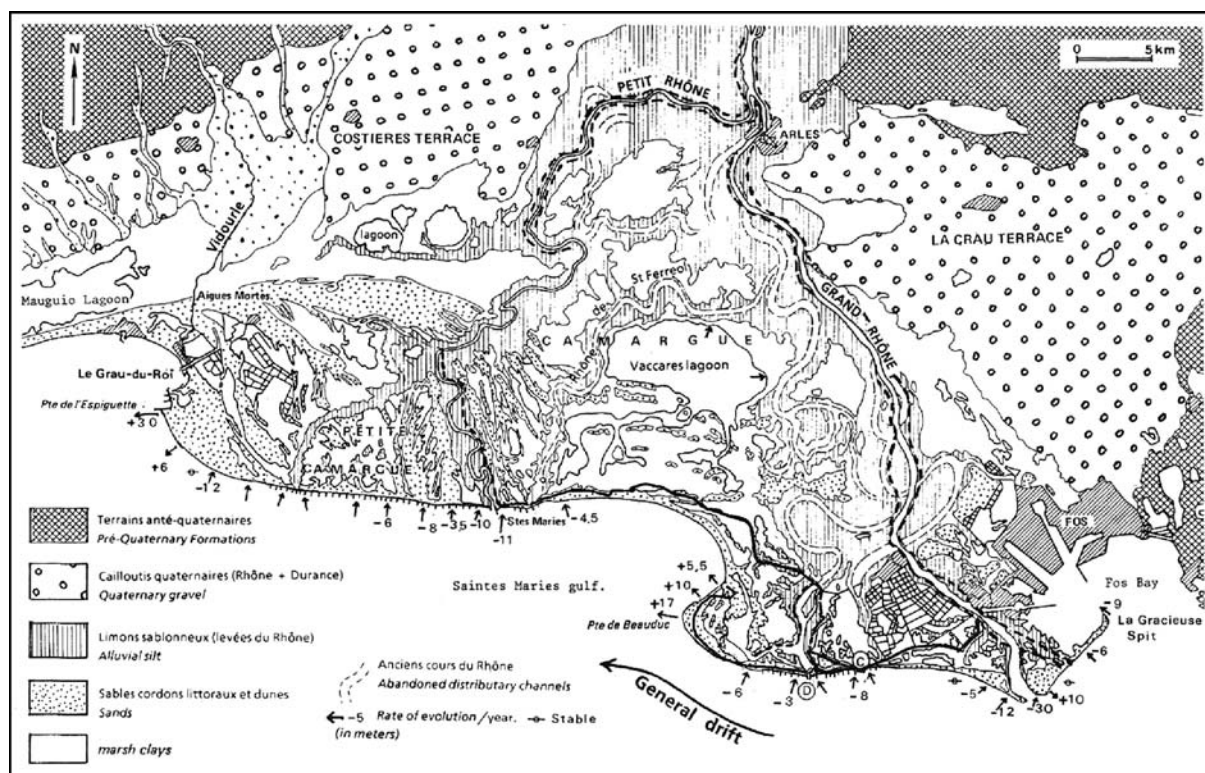 N
0 5 km
PETIT RHÔNE
ARLES
COSTIERES TERRACE
Vidourle
lagoon
LA CRAU TERRACE
Mauguio Lagoon
Aigues Mortes
St Ferreol
de
Rhône
GRAND RHÔNE
CAMARGUE
Vaccares lagoon
Le Grau-du-Roi
Pte de l'Espiguette
+30
PETITE
CAMARGUE
+6
-12
-6
-8
-35
-10
-11
Stes Maries
-4,5
FOS
Saintes Maries gulf.
+5,5
+10
+17
Pte de Beauduc
Fos Bay
-9
La Gracieuse
Spit
-6
C
D
-6
-3
-8
-5
-12
-30
+10
General drift
Terrains anté-quaternaires
Pré-Quaternary Formations
Cailloutis quaternaires (Rhône + Durance)
Quaternary gravel
Limons sablonneux (levées du Rhône)
Alluvial silt
Sables cordons littoraux et dunes
Sands
marsh clays
Anciens cours du Rhône
Abandoned distributary channels
-5 Rate of evolution/year. Stable
(in meters)